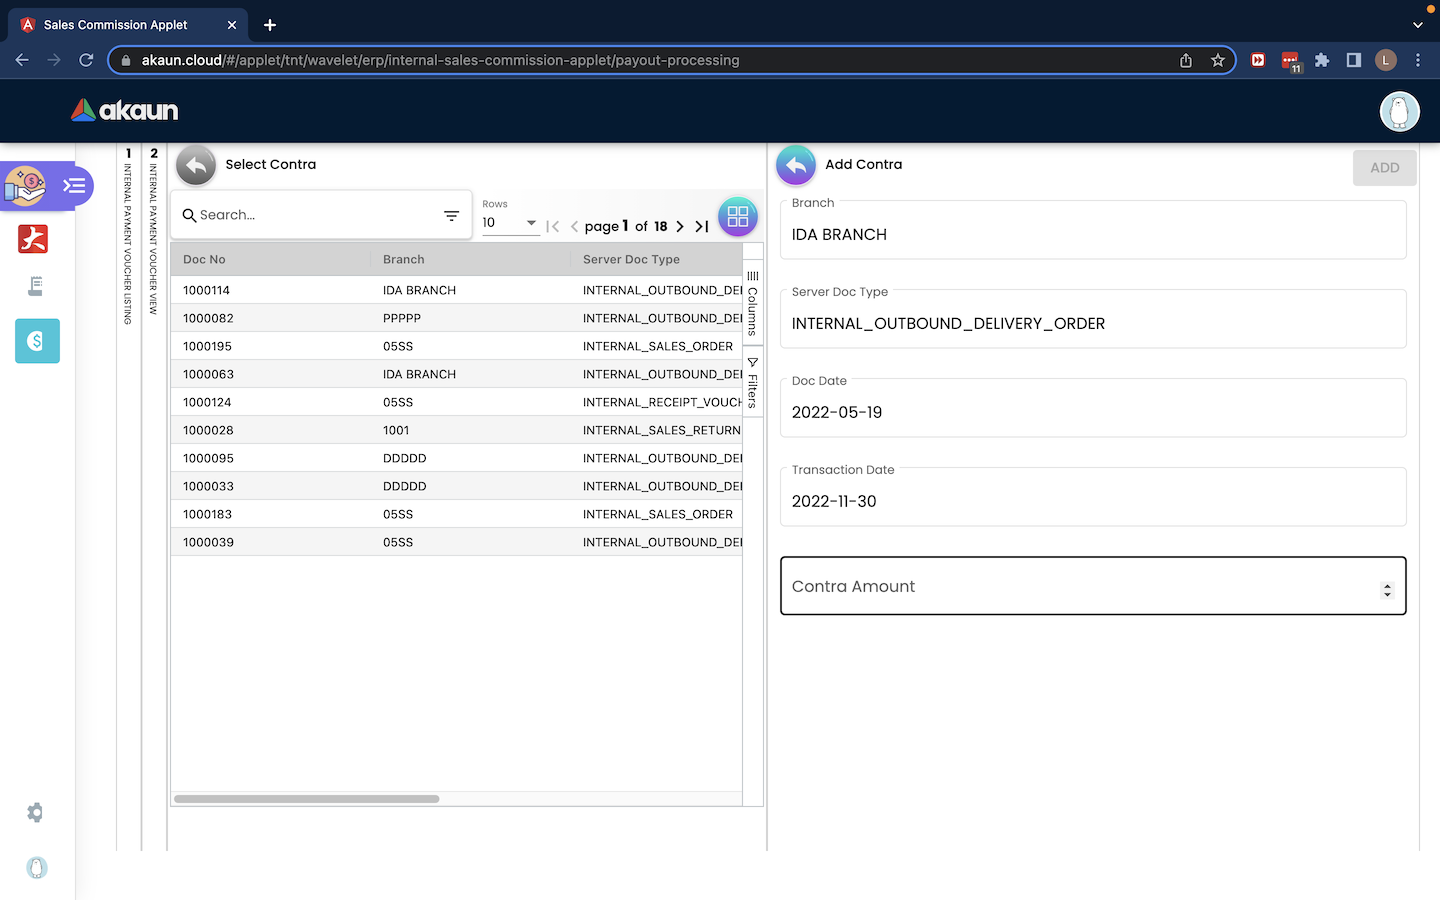 Sales Commission Applet
akaun.cloud/#/applet/tnt/wavelet/erp/internal-sales-commission-applet/payout-processing
11
L
akaun
1 INTERNAL PAYMENT VOUCHER LISTING
2 INTERNAL PAYMENT VOUCHER VIEW
Select Contra
Search...
Rows
10
page 1 of 18
Doc No Branch Server Doc Type
1000114 IDA BRANCH INTERNAL_OUTBOUND_DEI
1000082 PPPPP INTERNAL_OUTBOUND_DEI
1000195 05SS INTERNAL_SALES_ORDER
1000063 IDA BRANCH INTERNAL_OUTBOUND_DEI
1000124 05SS INTERNAL_RECEIPT_VOUCH
1000028 1001 INTERNAL_SALES_RETURN
1000095 DDDDD INTERNAL_OUTBOUND_DEI
1000033 DDDDD INTERNAL_OUTBOUND_DEI
1000183 05SS INTERNAL_SALES_ORDER
1000039 05SS INTERNAL_OUTBOUND_DEI
Columns
Filters
Add Contra
ADD
Branch
IDA BRANCH
Server Doc Type
INTERNAL_OUTBOUND_DELIVERY_ORDER
Doc Date
2022-05-19
Transaction Date
2022-11-30
Contra Amount